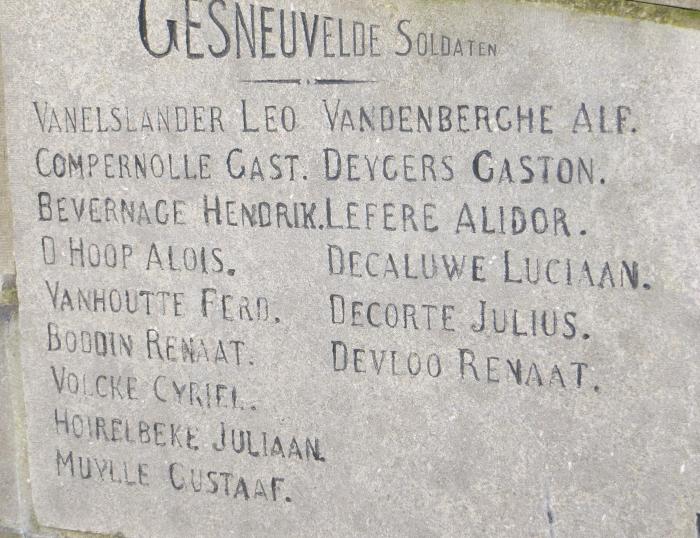 GESNEUVELDE SOLDATEN
VANELSLANDER LEO VANDENBERGHE ALF.
COMPERNOLLE GAST. DEYGERS GASTON.
BEVERNAGE HENDRIK. LEFERE ALIDOR.
D HOOP ALOIS. DECALUWE LUCIAAN.
VANHOUTTE FERD. DECORTE JULIUS.
BODDIN RENAAT. DEVLOO RENAAT.
VOLCKE CYRIEL.
HOIRELBEKE JULIAAN.
MUYLLE GUSTAAF.